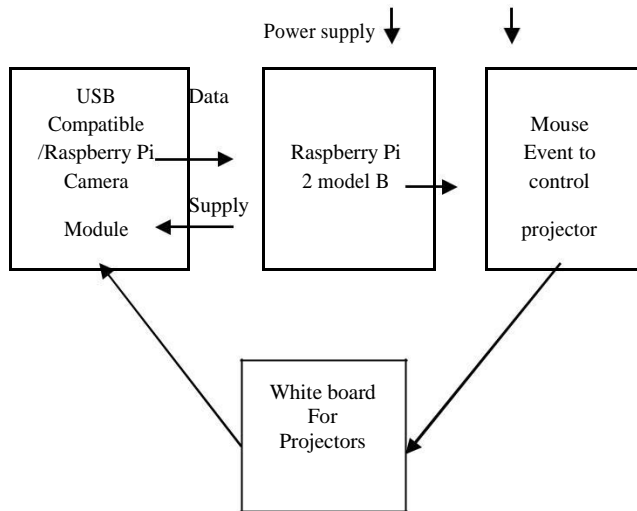 Power supply
USB
Compatible
/Raspberry Pi
Camera
Module
Data
Supply
Raspberry Pi
2 model B
Mouse
Event to
control
projector
White board
For
Projectors